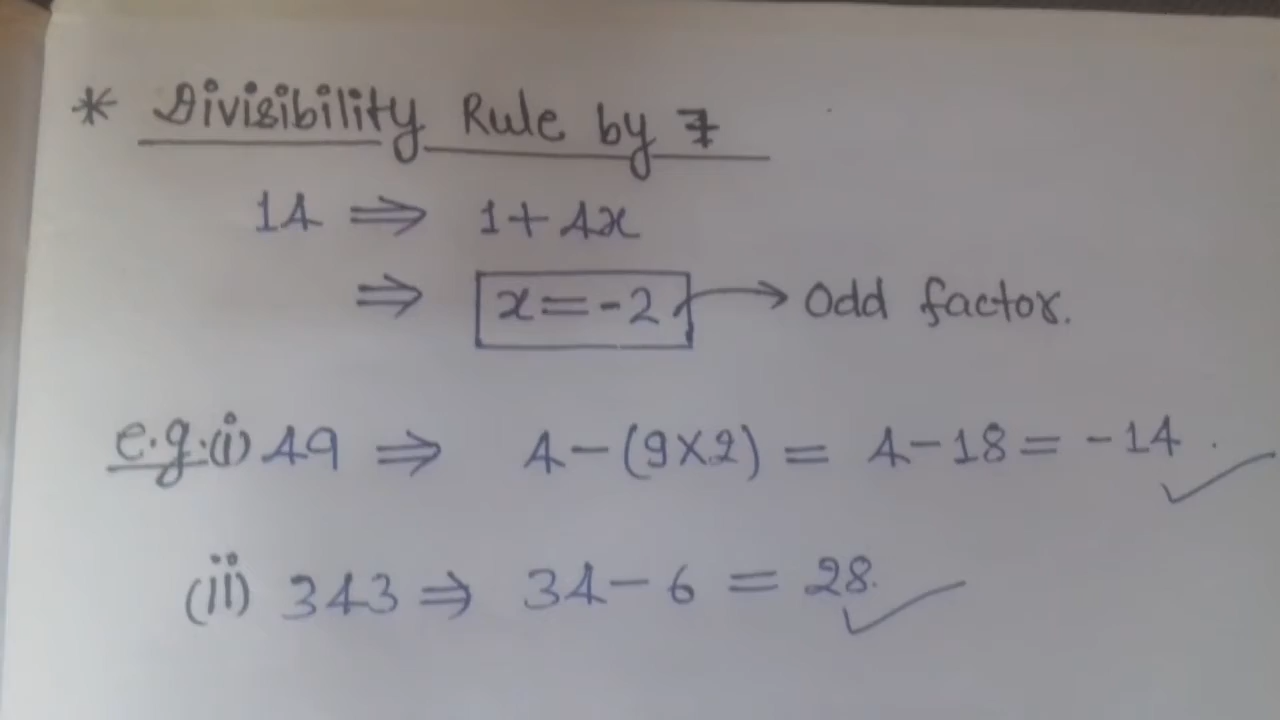 * Divisibility Rule by 7
14 ⇒ 1+4x
⇒ x=-2 → Odd factor.
e.g.(i) 49 ⇒ 4-(9×2) = 4-18= -14.
(ii) 343 ⇒ 34-6 = 28.